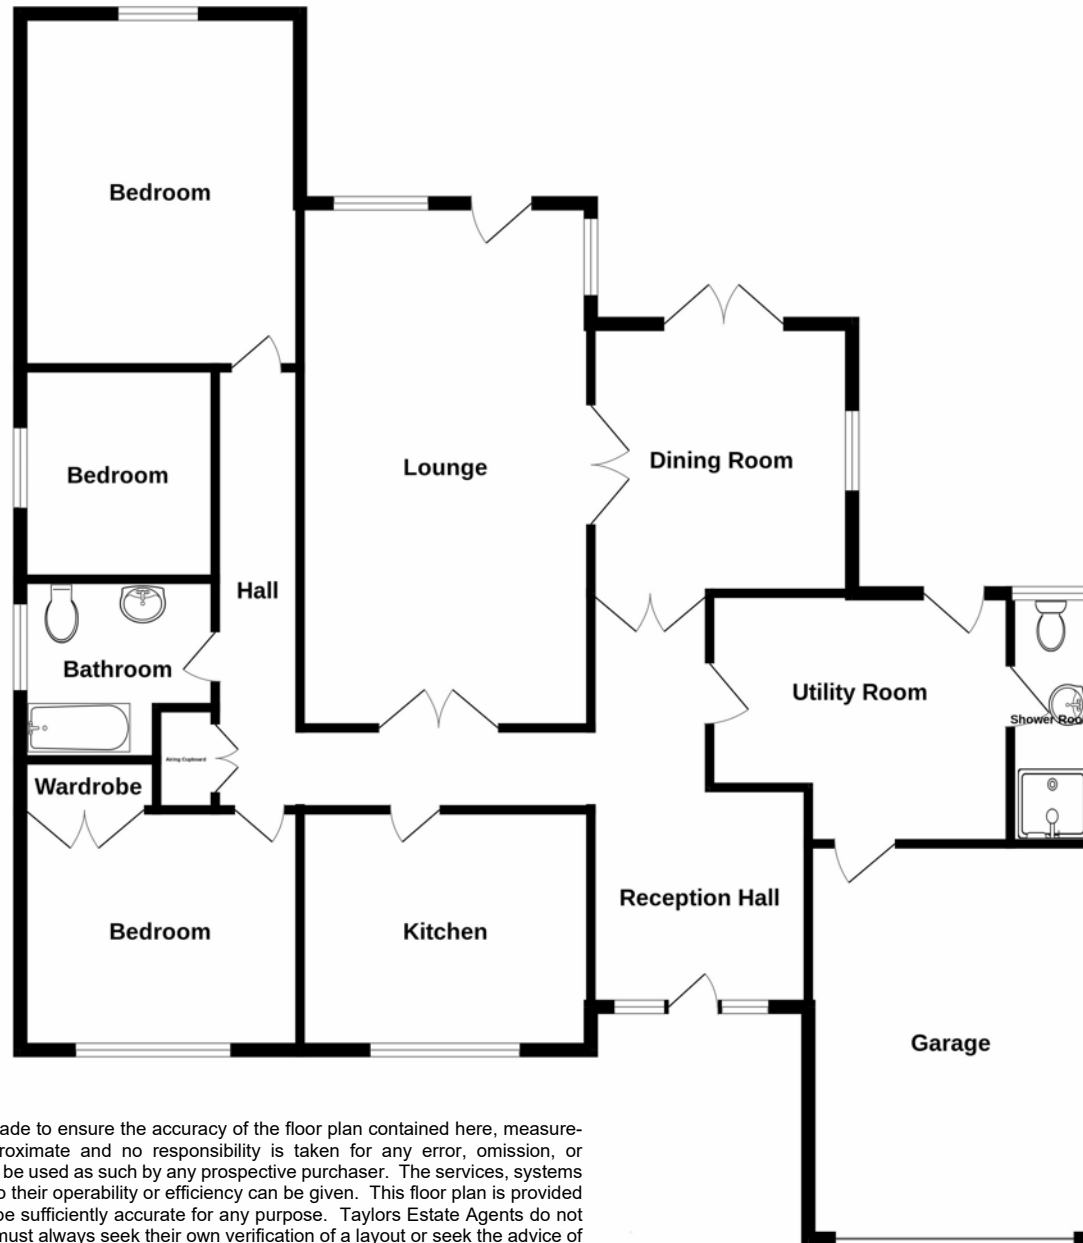 Bedroom
Lounge
Dining Room
Bedroom
Hall
Bathroom
Utility Room
Shower Roo
Airing Cupboard
Wardrobe
Reception Hall
Bedroom
Kitchen
Garage
ade to ensure the accuracy of the floor plan contained here, measure-
roximate and no responsibility is taken for any error, omission, or
be used as such by any prospective purchaser. The services, systems
o their operability or efficiency can be given. This floor plan is provided
be sufficiently accurate for any purpose. Taylors Estate Agents do not
must always seek their own verification of a layout or seek the advice of